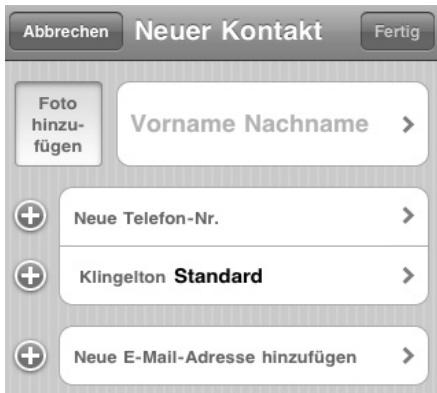 Abbrechen Neuer Kontakt Fertig
Foto
hinzu-
fügen
Vorname Nachname
Neue Telefon-Nr.
Klingelton Standard
Neue E-Mail-Adresse hinzufügen